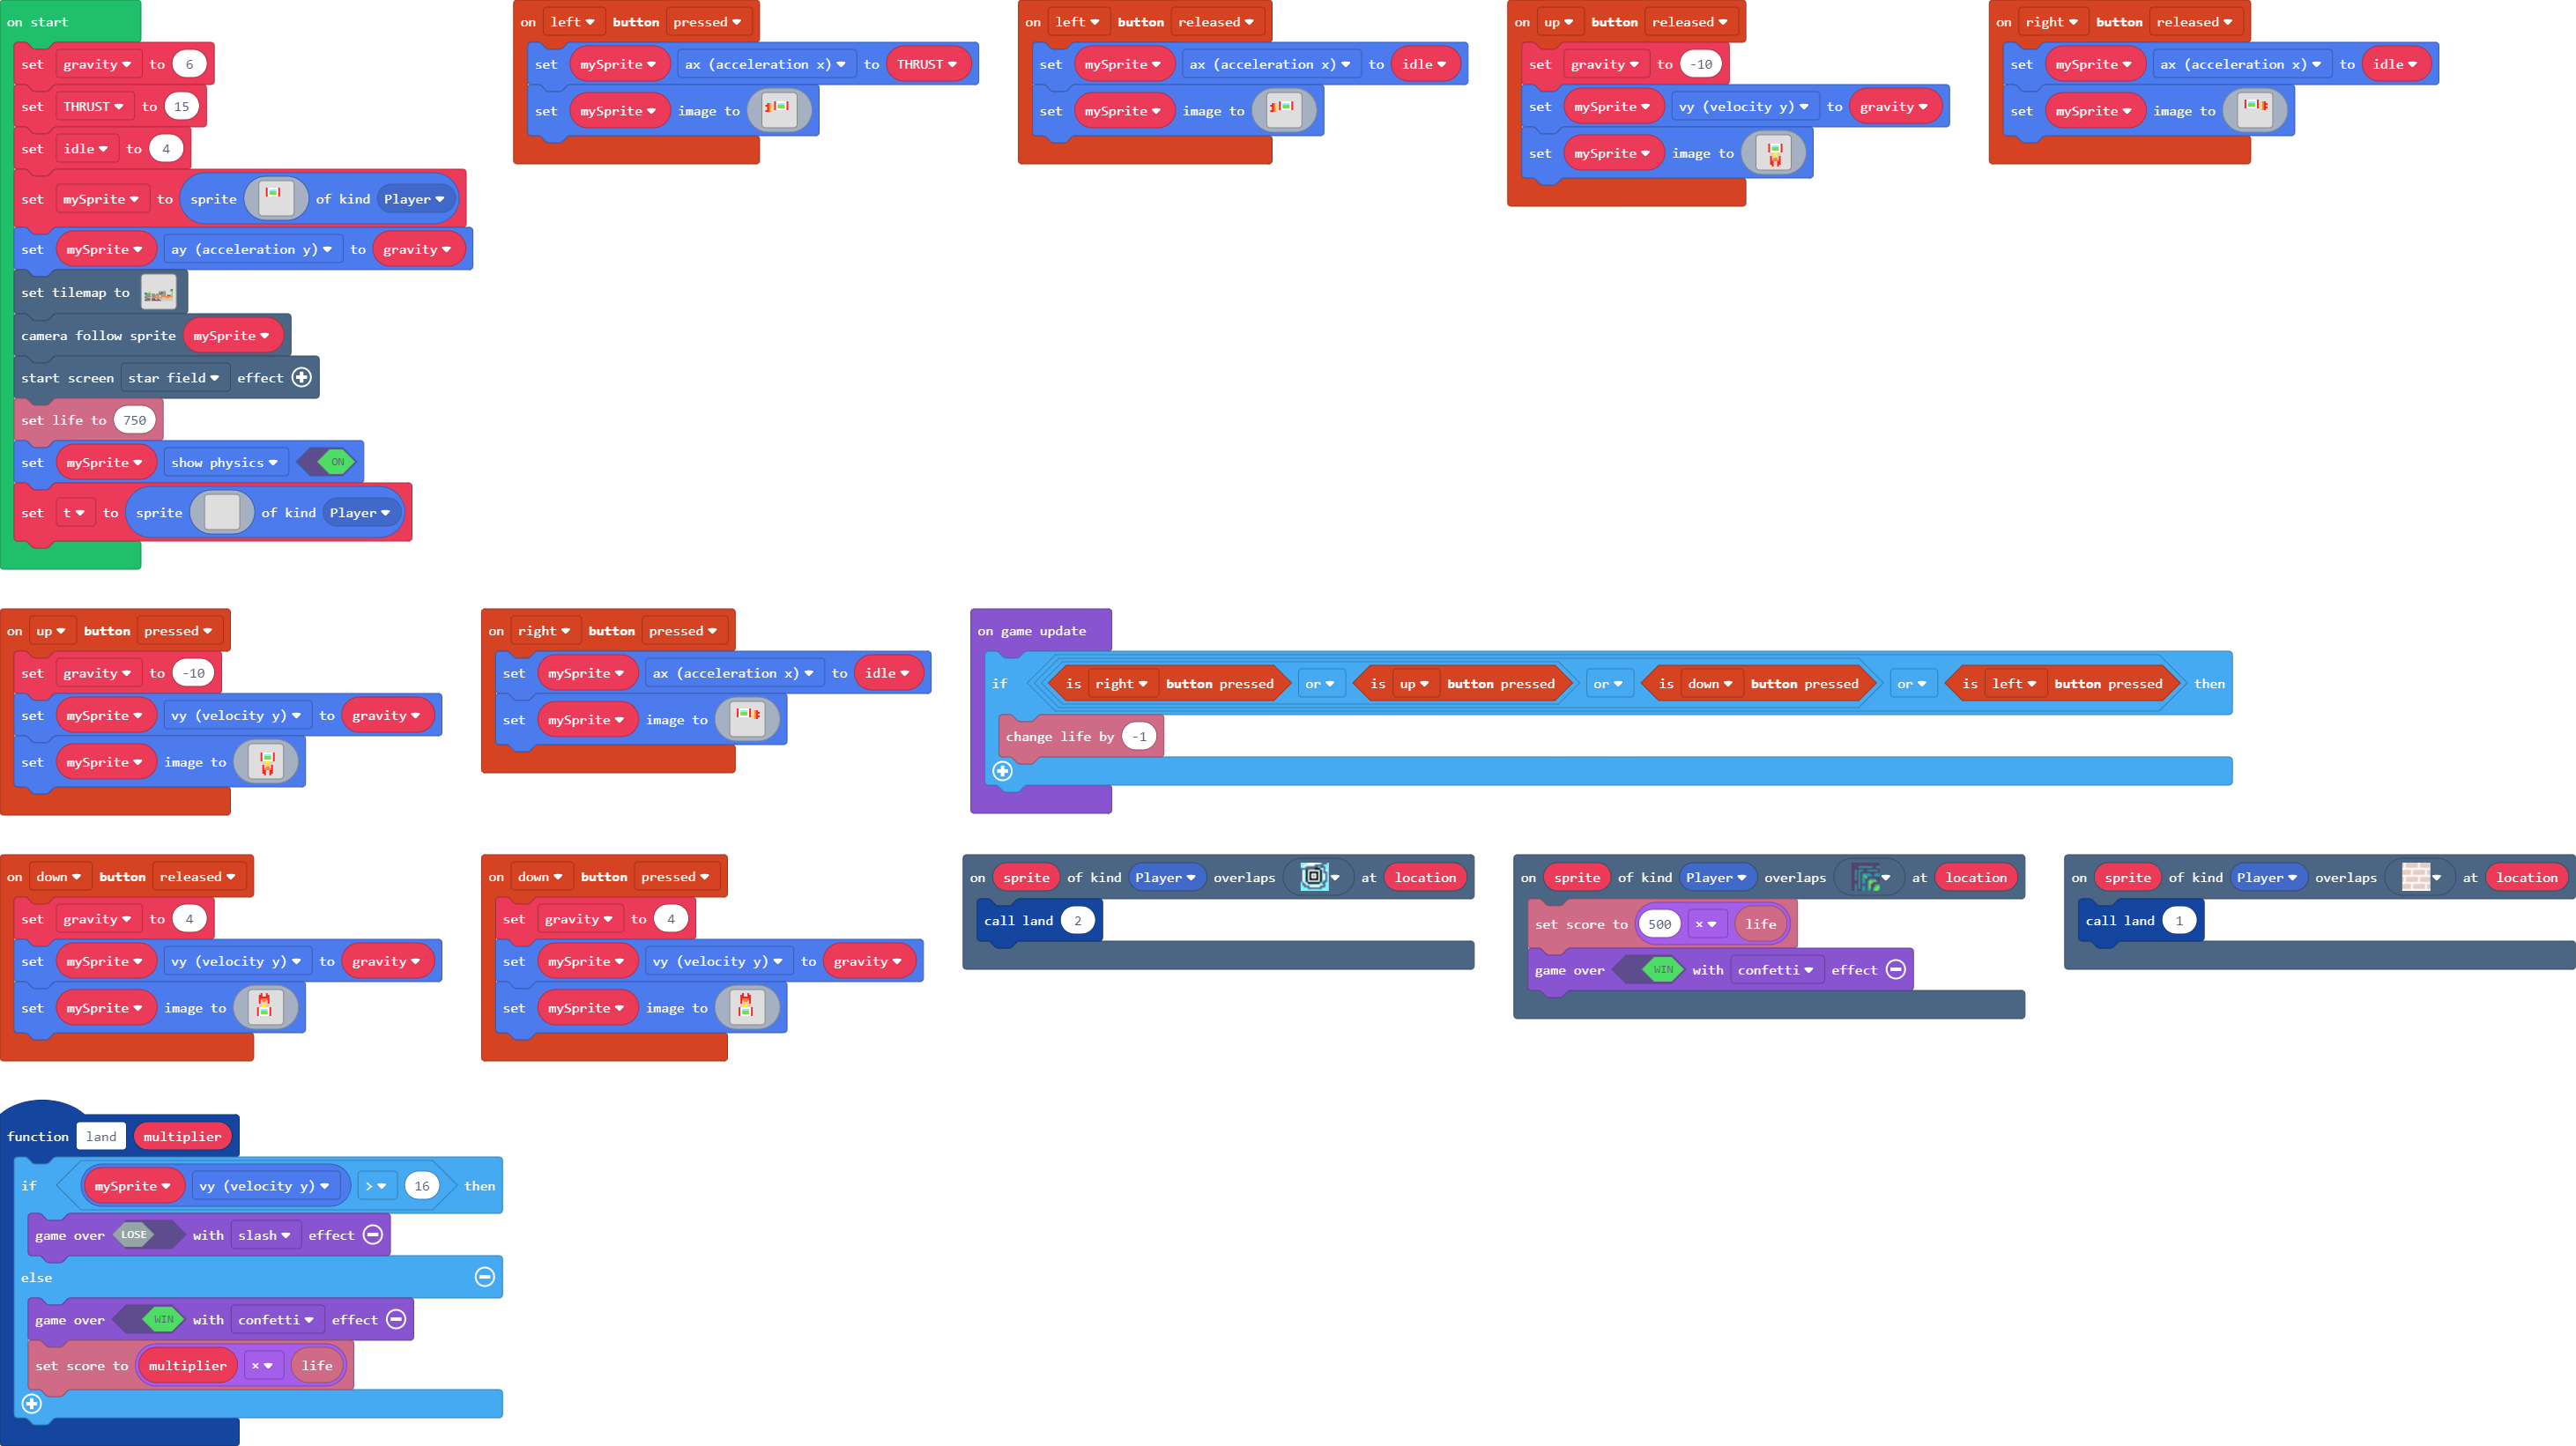 on start
set gravity to 6
set THRUST to 15
set idle to 4
set mySprite to sprite of kind Player
set mySprite ay (acceleration y) to gravity
set tilemap to
camera follow sprite mySprite
start screen star field effect
set life to 750
set mySprite show physics ON
set t to sprite of kind Player
on left button pressed
set mySprite ax (acceleration x) to THRUST
set mySprite image to
on left button released
set mySprite ax (acceleration x) to idle
set mySprite image to
on up button released
set gravity to -10
set mySprite vy (velocity y) to gravity
set mySprite image to
on right button released
set mySprite ax (acceleration x) to idle
set mySprite image to
on up button pressed
set gravity to -10
set mySprite vy (velocity y) to gravity
set mySprite image to
on right button pressed
set mySprite ax (acceleration x) to idle
set mySprite image to
on game update
if is right button pressed or is up button pressed or is down button pressed or is left button pressed then
change life by -1
on down button released
set gravity to 4
set mySprite vy (velocity y) to gravity
set mySprite image to
on down button pressed
set gravity to 4
set mySprite vy (velocity y) to gravity
set mySprite image to
on sprite of kind Player overlaps at location
call land 2
on sprite of kind Player overlaps at location
set score to 500 × life
game over WIN with confetti effect
on sprite of kind Player overlaps at location
call land 1
function land multiplier
if mySprite vy (velocity y) > 16 then
game over LOSE with slash effect
else
game over WIN with confetti effect
set score to multiplier × life